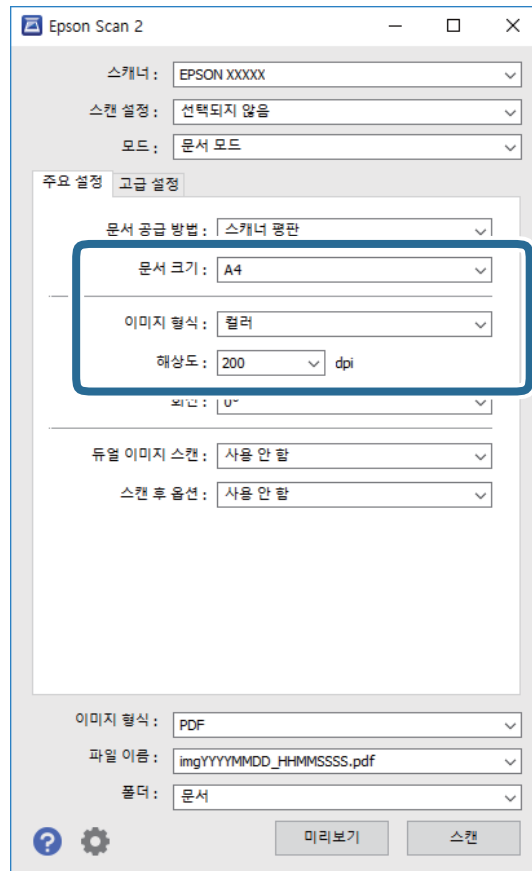 Epson Scan 2
스캐너 : EPSON XXXXX
스캔 설정 : 선택되지 않음
모드 : 문서 모드
주요 설정 고급 설정
문서 공급 방법 : 스캐너 평판
문서 크기 : A4
이미지 형식 : 컬러
해상도 : 200 dpi
회전 : 0°
듀얼 이미지 스캔 : 사용 안 함
스캔 후 옵션 : 사용 안 함
이미지 형식 : PDF
파일 이름 : imgYYYYMMDD_HHMMSSSS.pdf
폴더 : 문서
미리보기 스캔